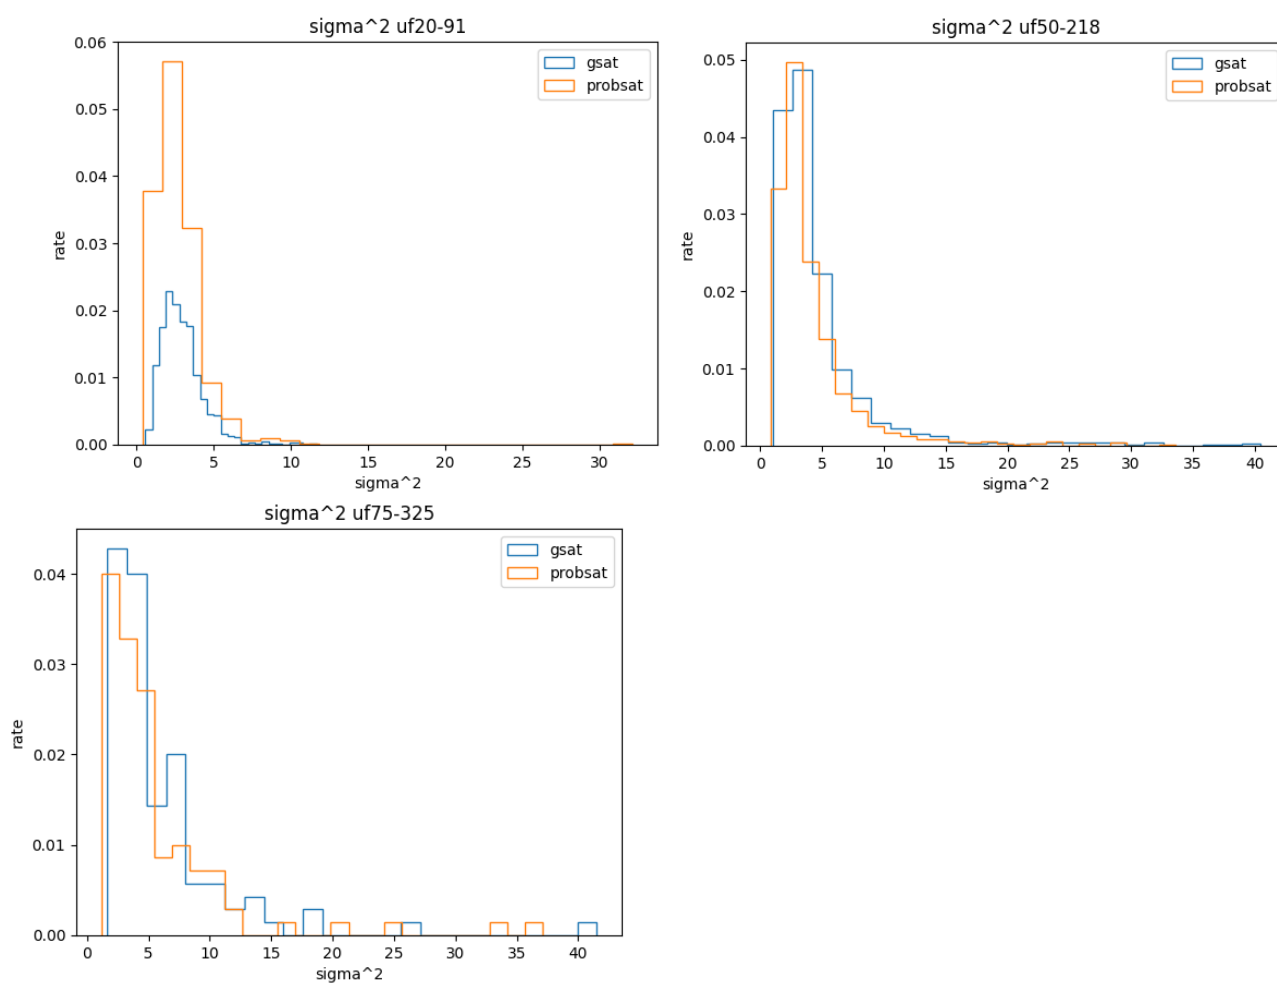 sigma^2 uf20-91
gsat
probsat
0.06
0.05
0.04
0.03
0.02
0.01
0.00
rate
0 5 10 15 20 25 30
sigma^2
sigma^2 uf50-218
gsat
probsat
0.05
0.04
0.03
0.02
0.01
0.00
rate
0 5 10 15 20 25 30 35 40
sigma^2
sigma^2 uf75-325
gsat
probsat
0.04
0.03
0.02
0.01
0.00
rate
0 5 10 15 20 25 30 35 40
sigma^2